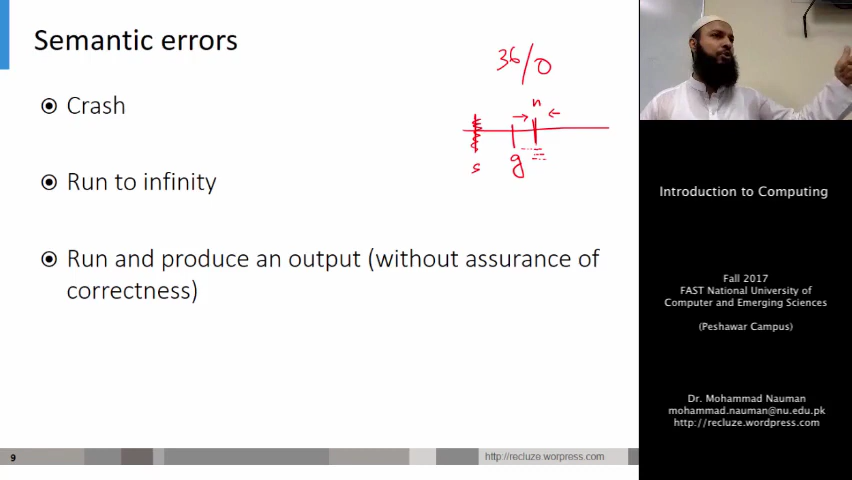 Semantic errors
36/0
Crash
n
s
g
Run to infinity
Run and produce an output (without assurance of
correctness)
9
http://recluze.worpress.com
Introduction to Computing
Fall 2017
FAST National University of
Computer and Emerging Sciences
(Peshawar Campus)
Dr. Mohammad Nauman
mohammad.nauman@nu.edu.pk
http://recluze.wordpress.com